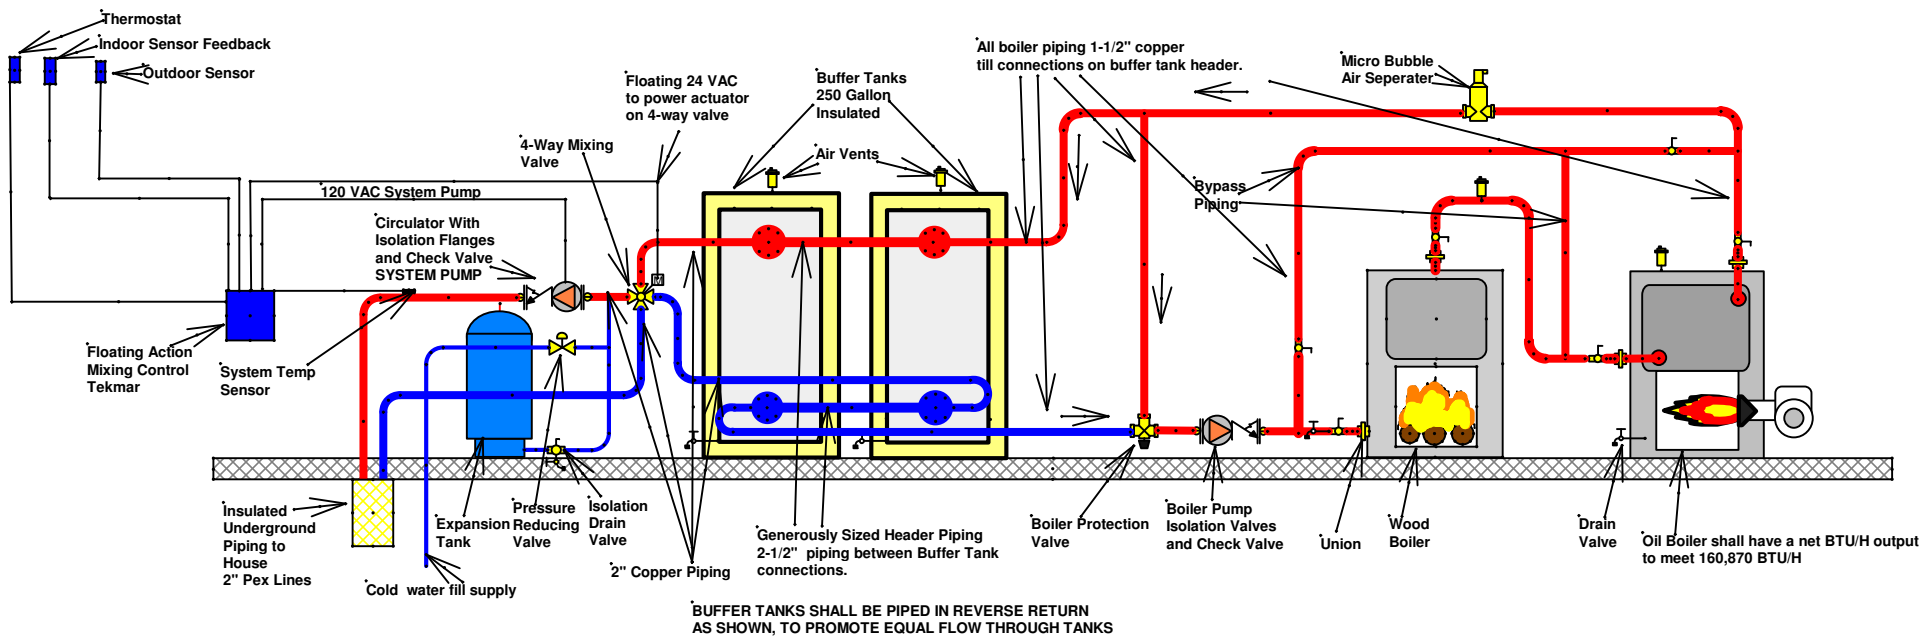 Thermostat
Indoor Sensor Feedback
Outdoor Sensor
Floating 24 VAC
to power actuator
on 4-way valve
4-Way Mixing
Valve
Buffer Tanks
250 Gallon
Insulated
Air Vents
All boiler piping 1-1/2" copper
till connections on buffer tank header.
Micro Bubble
Air Seperater
Bypass
Piping
120 VAC System Pump
Circulator With
Isolation Flanges
and Check Valve
SYSTEM PUMP
Floating Action
Mixing Control
Tekmar
System Temp
Sensor
Insulated
Underground
Piping to
House
2" Pex Lines
Expansion
Tank
Pressure
Reducing
Valve
Isolation
Drain
Valve
Cold water fill supply
2" Copper Piping
Generously Sized Header Piping
2-1/2" piping between Buffer Tank
connections.
Boiler Protection
Valve
Boiler Pump
Isolation Valves
and Check Valve
Union
Wood
Boiler
Drain
Valve
Oil Boiler shall have a net BTU/H output
to meet 160,870 BTU/H
BUFFER TANKS SHALL BE PIPED IN REVERSE RETURN
AS SHOWN, TO PROMOTE EQUAL FLOW THROUGH TANKS